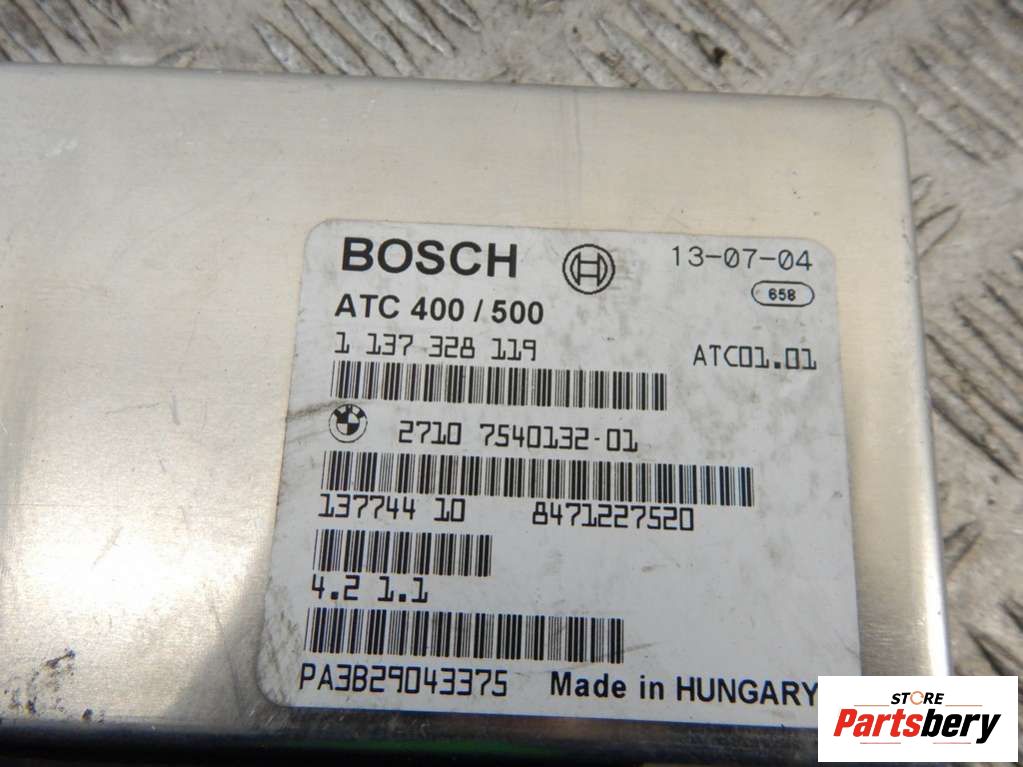 BOSCH 13-07-04
658
ATC 400 / 500
1 137 328 119 ATC01.01
2710 7540132-01
137744 10 8471227520
4.2 1.1
PA3B29043375 Made in HUNGARY
STORE
Partsbery